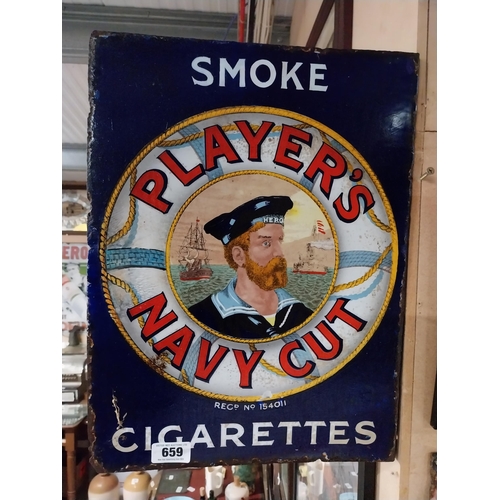 SMOKE
PLAYER'S
HERO
NAVY CUT
REGD NO 154011
CIGARETTES
659